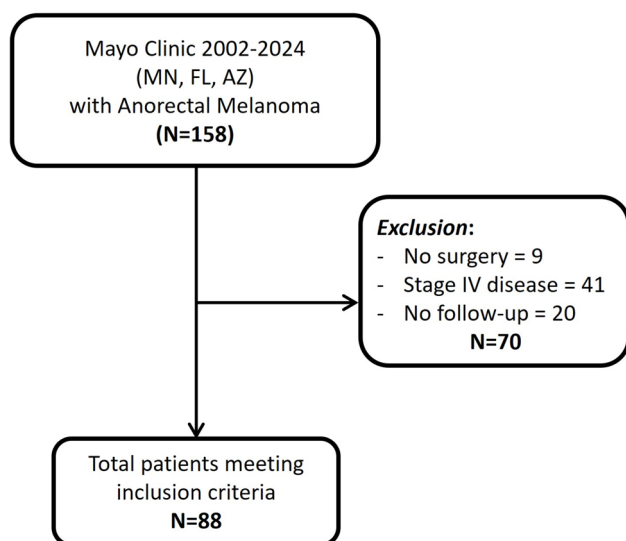 Mayo Clinic 2002-2024
(MN, FL, AZ)
with Anorectal Melanoma
(N=158)
Exclusion:
- No surgery = 9
- Stage IV disease = 41
- No follow-up = 20
N=70
Total patients meeting
inclusion criteria
N=88